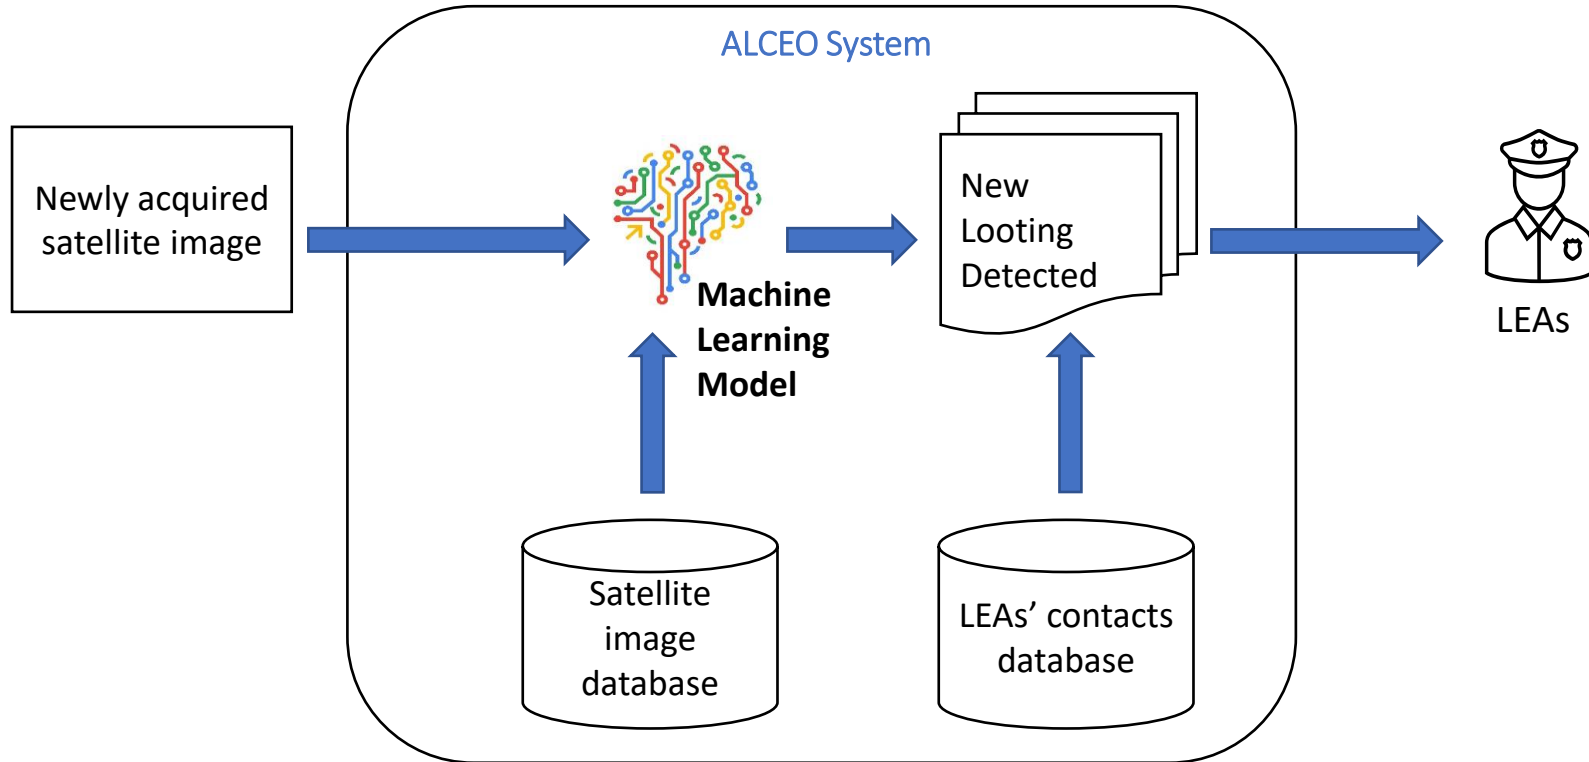 ALCEO System
Newly acquired
satellite image
Machine
Learning
Model
New
Looting
Detected
LEAs
Satellite
image
database
LEAs’ contacts
database